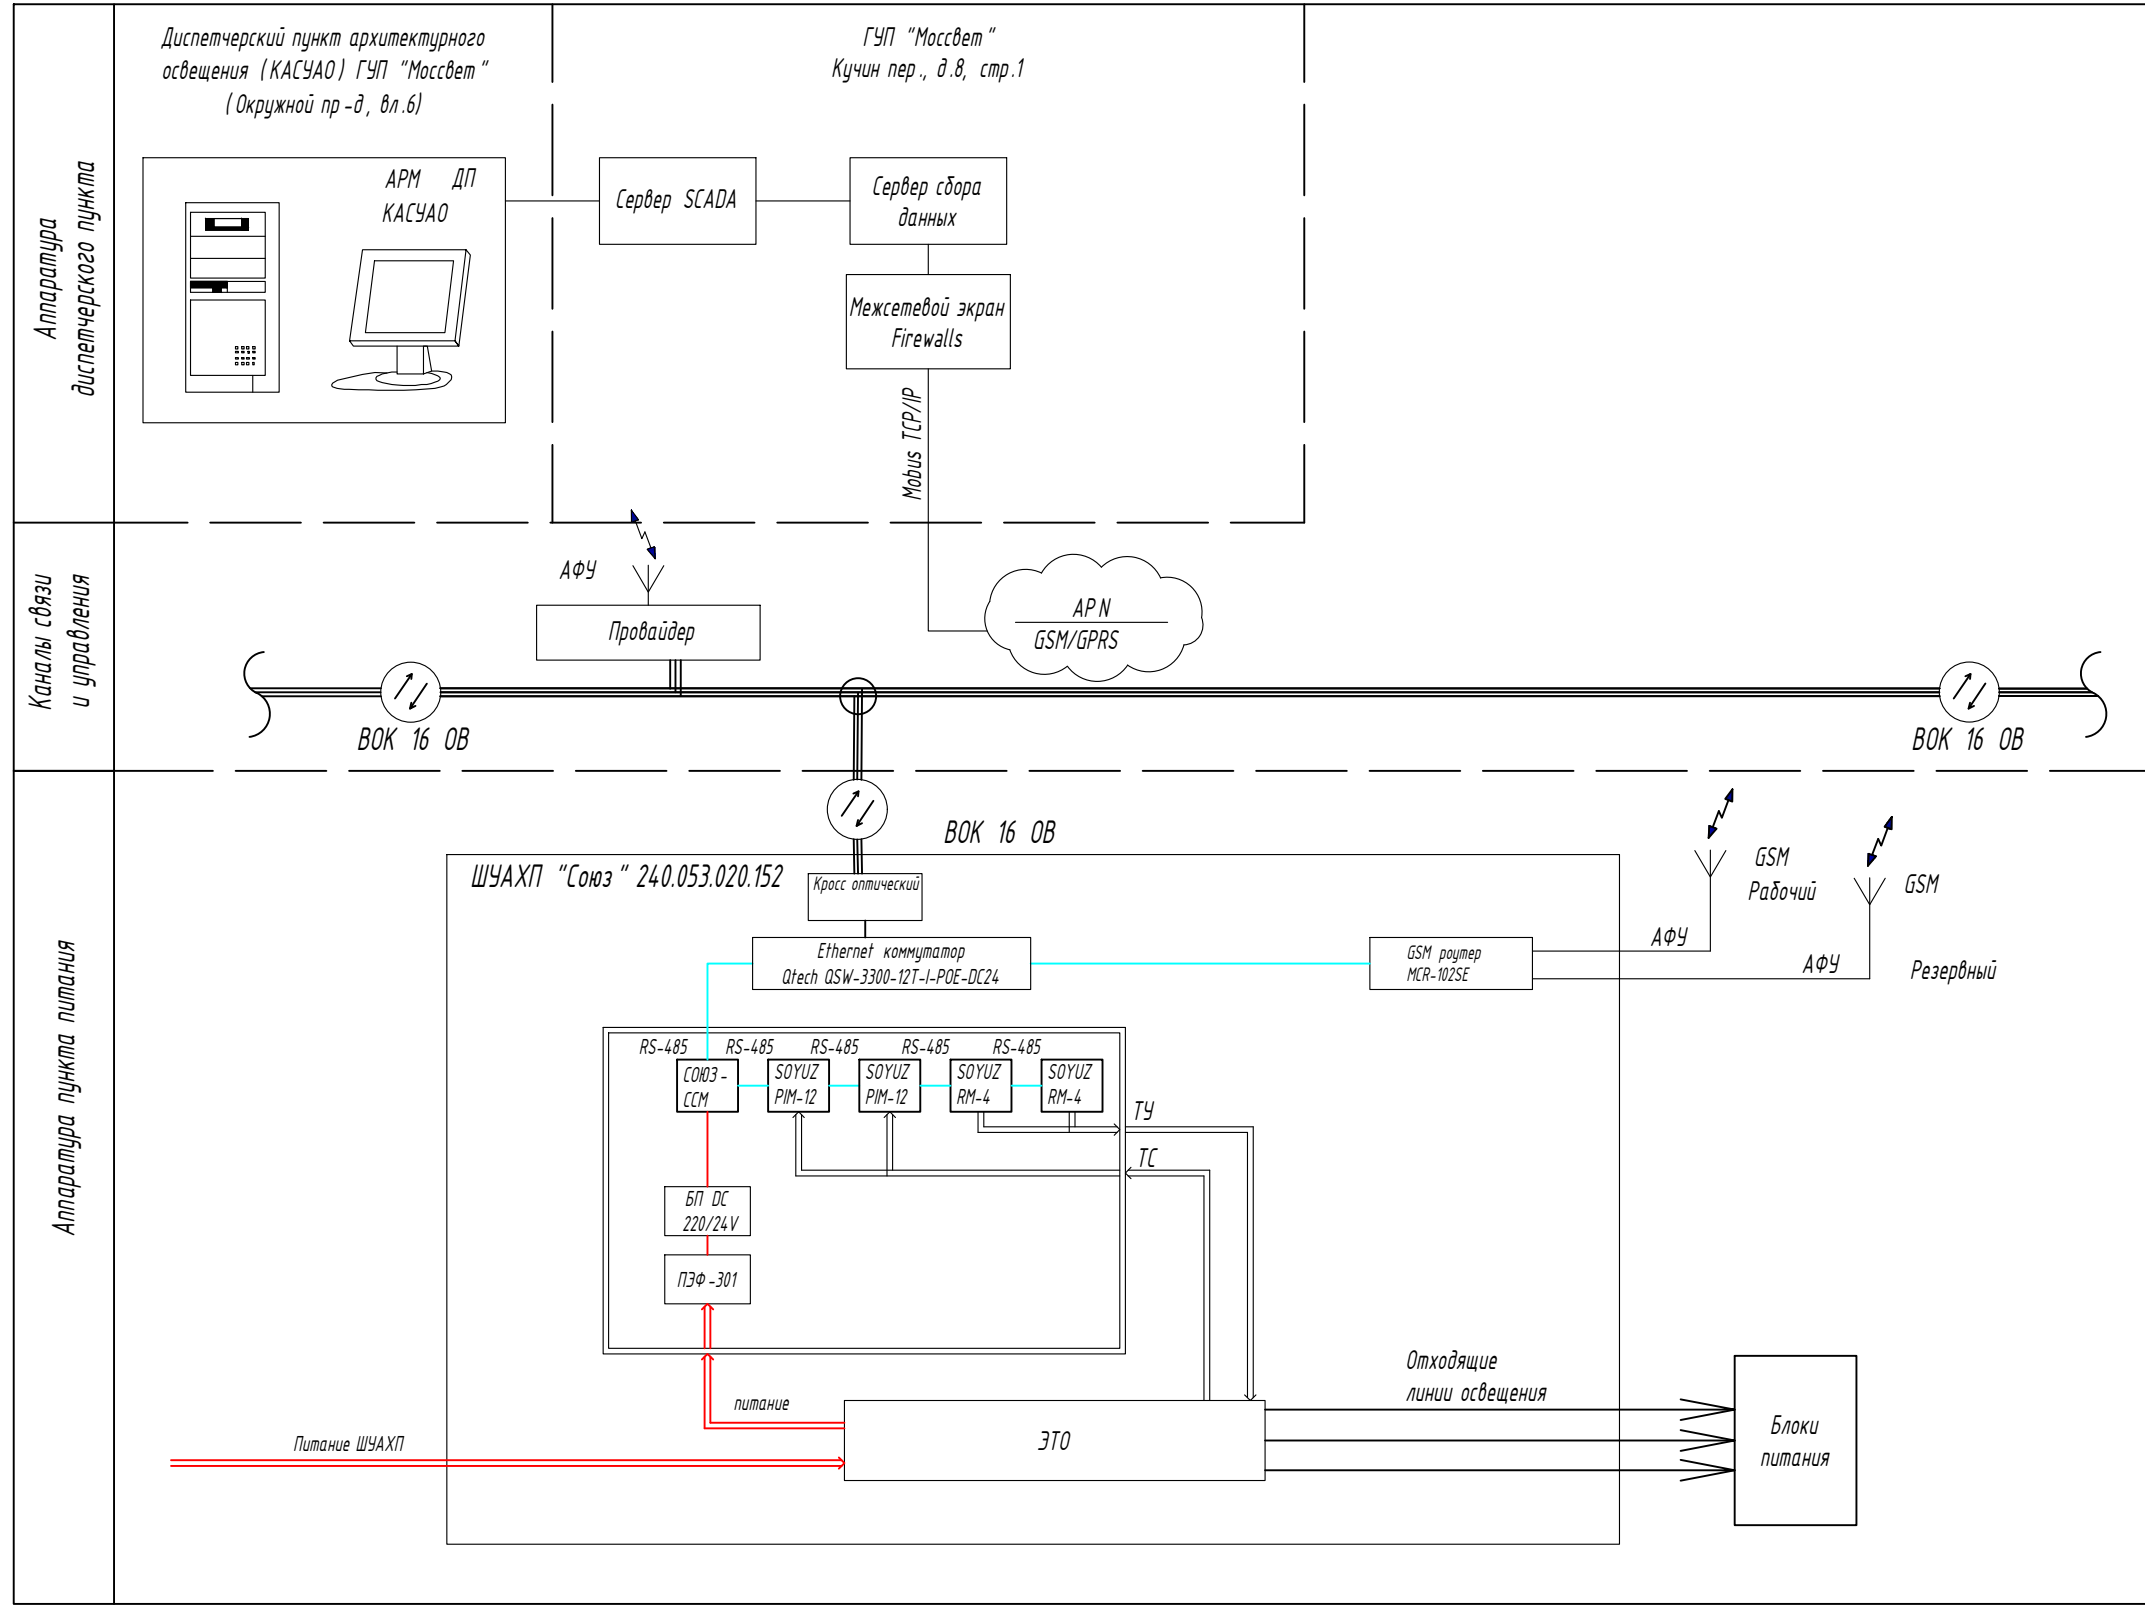 Аппаратура
диспетчерского пункта
Диспетчерский пункт архитектурного
освещения (КАСУАО) ГУП "Моссвет"
(Окружной пр-д, вл.6)
ГУП "Моссвет"
Кучин пер., д.8, стр.1
АРМ ДП
КАСУАО
Сервер SCADA
Сервер сбора
данных
Межсетевой экран
Firewalls
Mobus TCP/IP
Каналы связи
и управления
АФУ
Провайдер
APN
GSM/GPRS
ВОК 16 ОВ
ВОК 16 ОВ
Аппаратура пункта питания
ВОК 16 ОВ
ШУАХП "Союз" 240.053.020.152
Кросс оптический
Ethernet коммутатор
Qtech QSW-3300-12T-I-POE-DC24
GSM роутер
MCR-102SE
АФУ
GSM
Рабочий
АФУ
GSM
Резервный
RS-485 RS-485 RS-485 RS-485 RS-485
СОЮЗ-
ССМ
SOYUZ
PIM-12
SOYUZ
PIM-12
SOYUZ
RM-4
SOYUZ
RM-4
ТУ
ТС
БП DC
220/24V
ПЭФ-301
питание
Питание ШУАХП
ЭТО
Отходящие
линии освещения
Блоки
питания